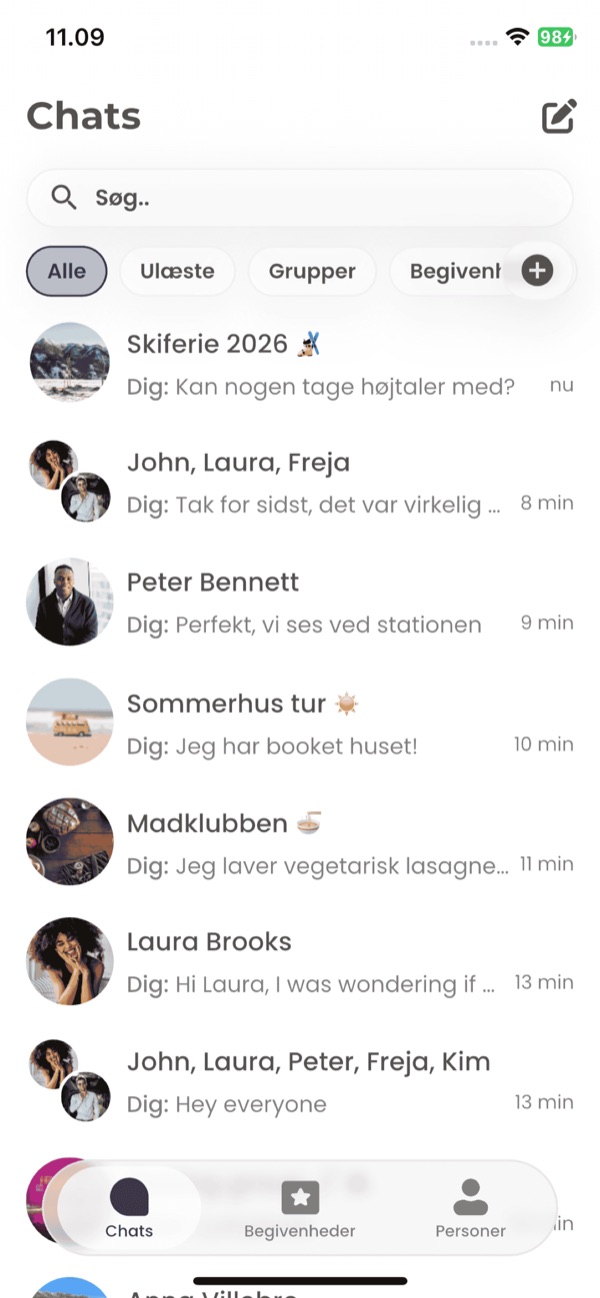 11.09
98
Chats
Søg..
Alle
Ulæste
Grupper
Begivenh
Skiferie 2026
Dig: Kan nogen tage højtaler med?
nu
John, Laura, Freja
Dig: Tak for sidst, det var virkelig ...
8 min
Peter Bennett
Dig: Perfekt, vi ses ved stationen
9 min
Sommerhus tur
Dig: Jeg har booket huset!
10 min
Madklubben
Dig: Jeg laver vegetarisk lasagne...
11 min
Laura Brooks
Dig: Hi Laura, I was wondering if ...
13 min
John, Laura, Peter, Freja, Kim
Dig: Hey everyone
13 min
Chats
Begivenheder
Personer